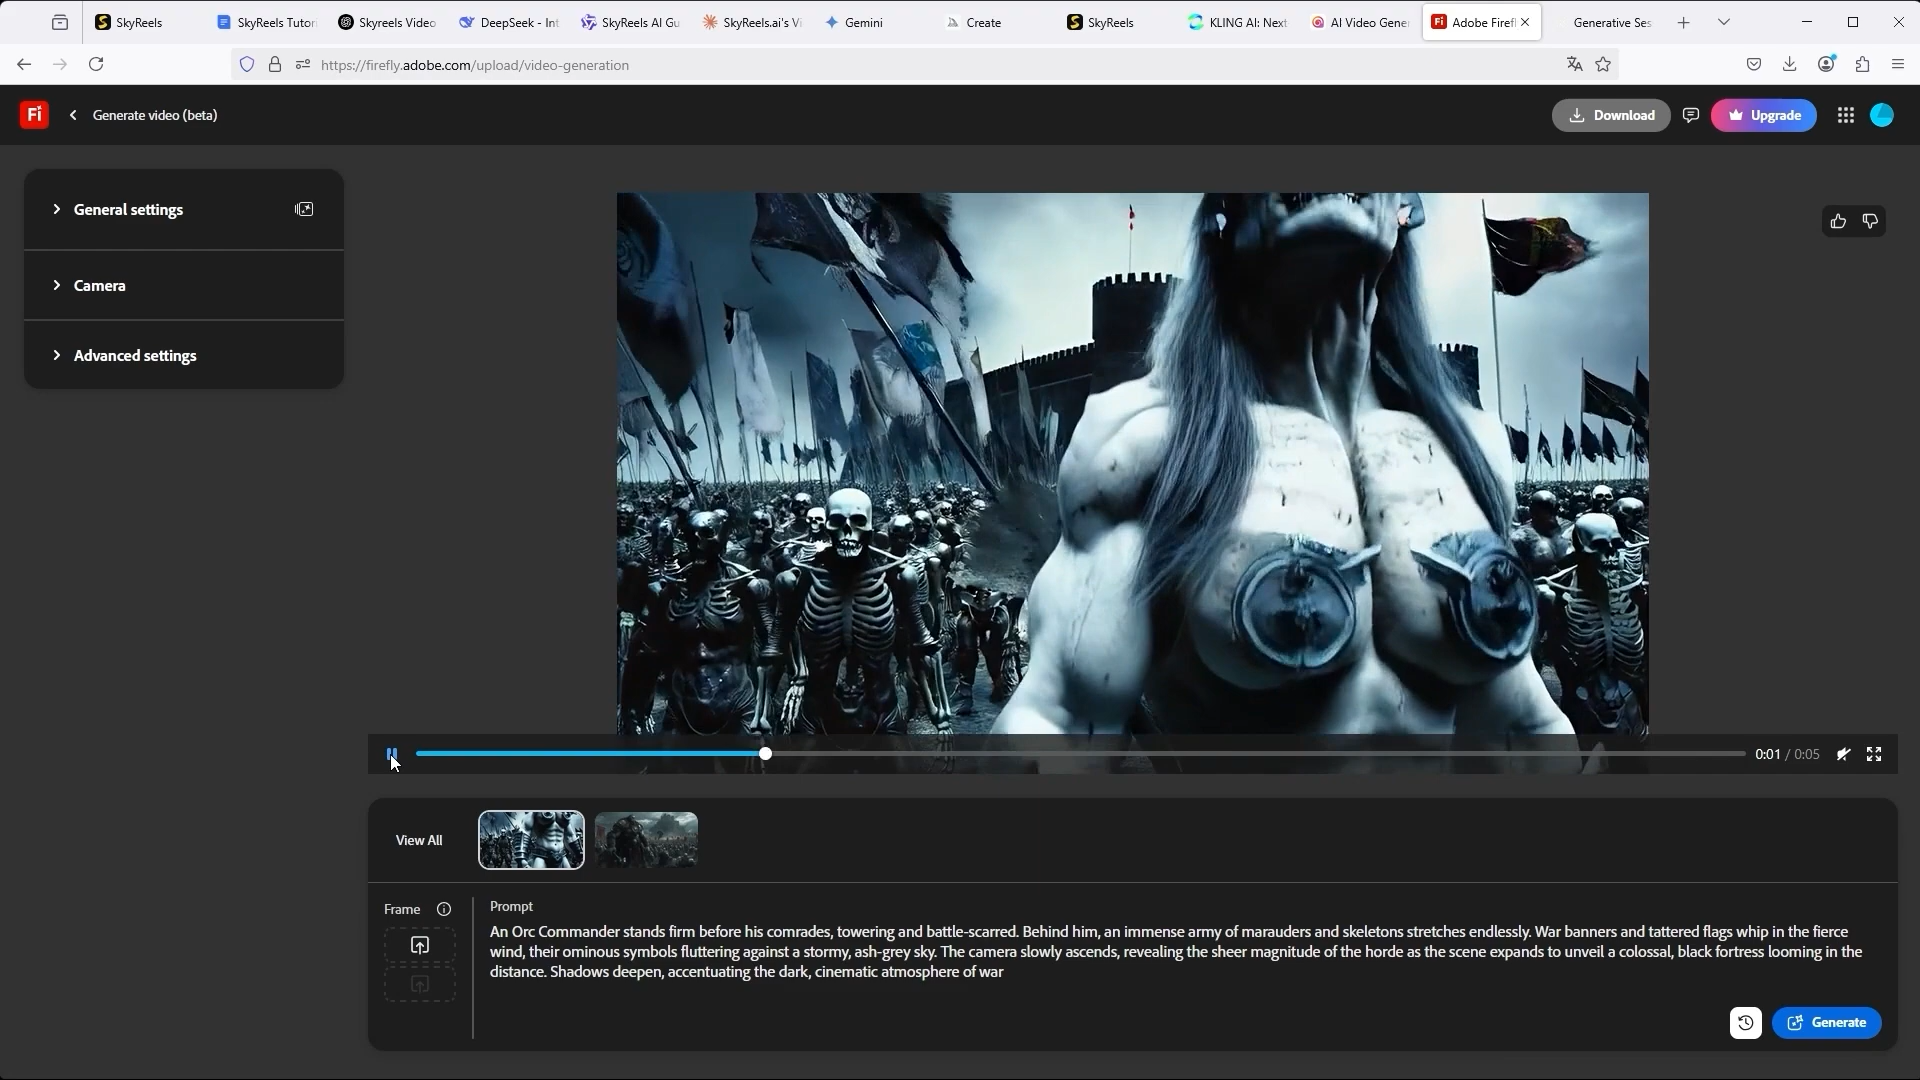 SkyReels
SkyReels Tutori
Skyreels Video
DeepSeek - Int
SkyReels AI Gu
SkyReels.ai's Vi
Gemini
Create
SkyReels
KLING AI: Next
AI Video Gene
Adobe Firefl
Generative Ses
https://firefly.adobe.com/upload/video-generation
Fi
Generate video (beta)
Download
Upgrade
General settings
Camera
Advanced settings
0:01 / 0:05
View All
Frame
Prompt
An Orc Commander stands firm before his comrades, towering and battle-scarred. Behind him, an immense army of marauders and skeletons stretches endlessly. War banners and tattered flags whip in the fierce
wind, their ominous symbols fluttering against a stormy, ash-grey sky. The camera slowly ascends, revealing the sheer magnitude of the horde as the scene expands to unveil a colossal, black fortress looming in the
distance. Shadows deepen, accentuating the dark, cinematic atmosphere of war
Generate